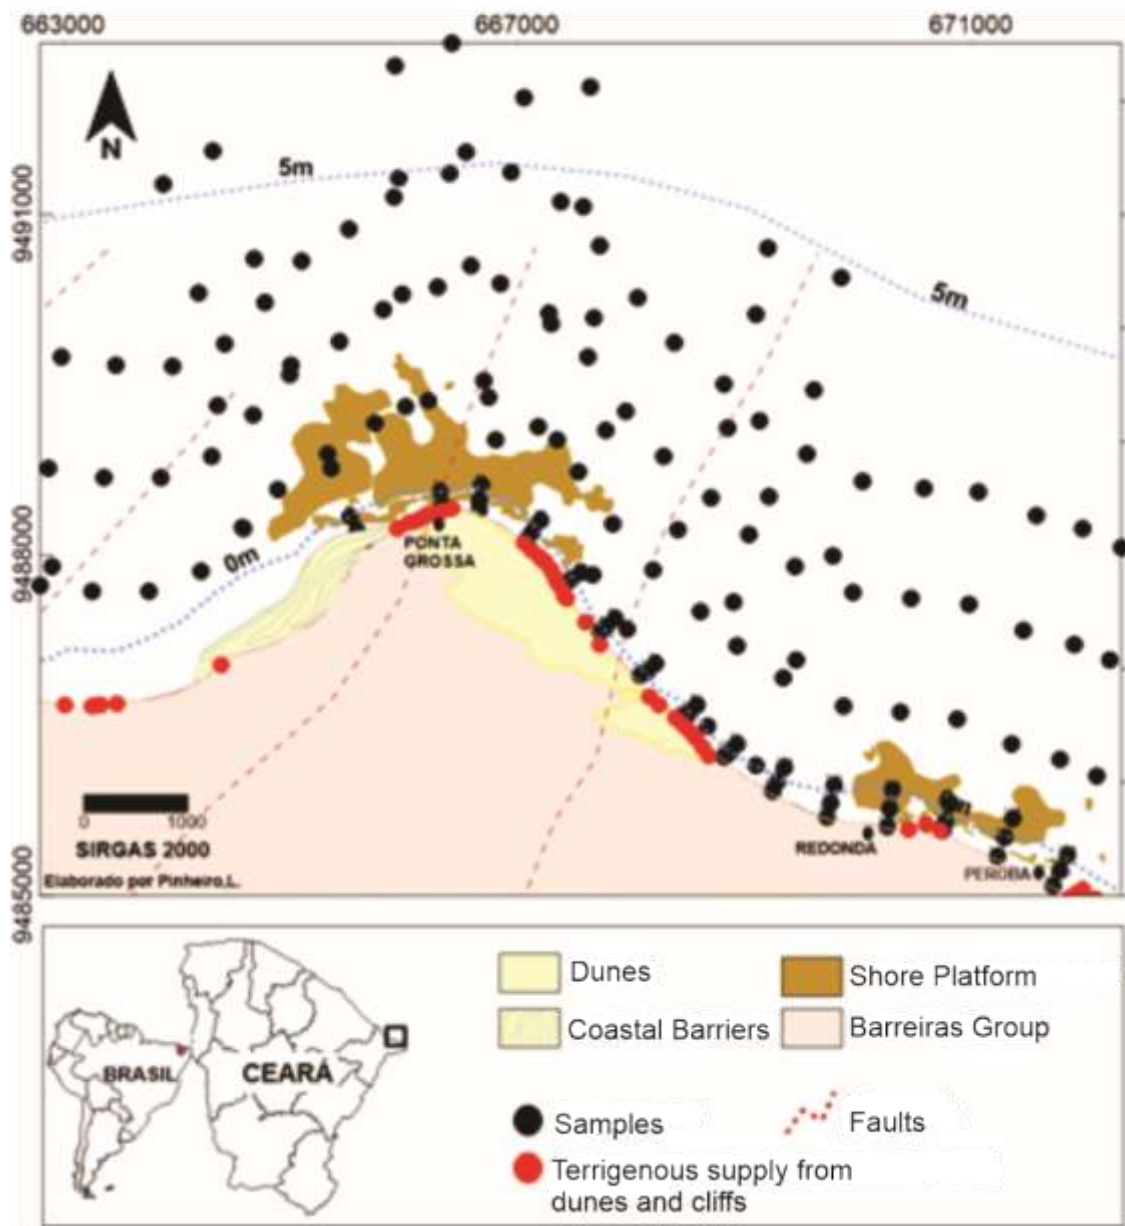 663000
667000
671000
N
5m
9491000
5m
0m
PONTA
GROSSA
9488000
0
1000
SIRGAS 2000
REDONDA
PEROBA
Elaborado por Pinheiro,L.
9485000
Dunes
Shore Platform
Coastal Barriers
Barreiras Group
BRASIL
CEARÁ
Samples
Faults
Terrigenous supply from
dunes and cliffs